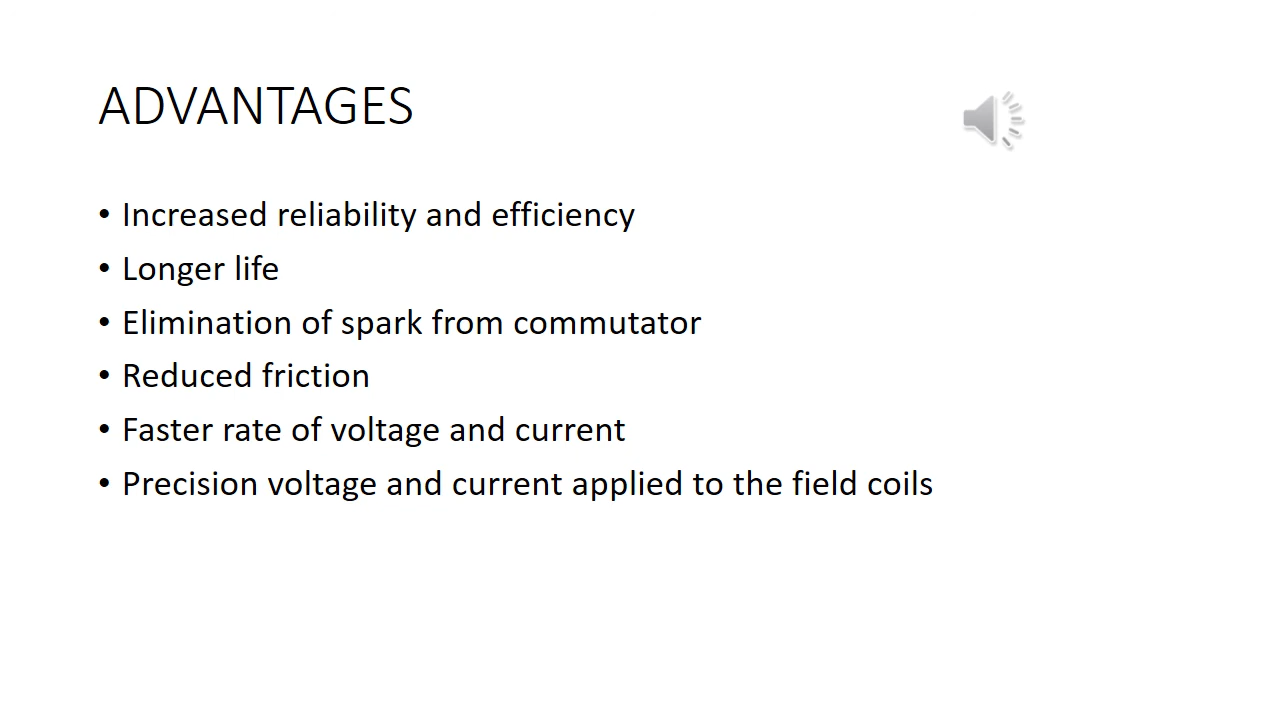 ADVANTAGES
• Increased reliability and efficiency
• Longer life
• Elimination of spark from commutator
• Reduced friction
• Faster rate of voltage and current
• Precision voltage and current applied to the field coils